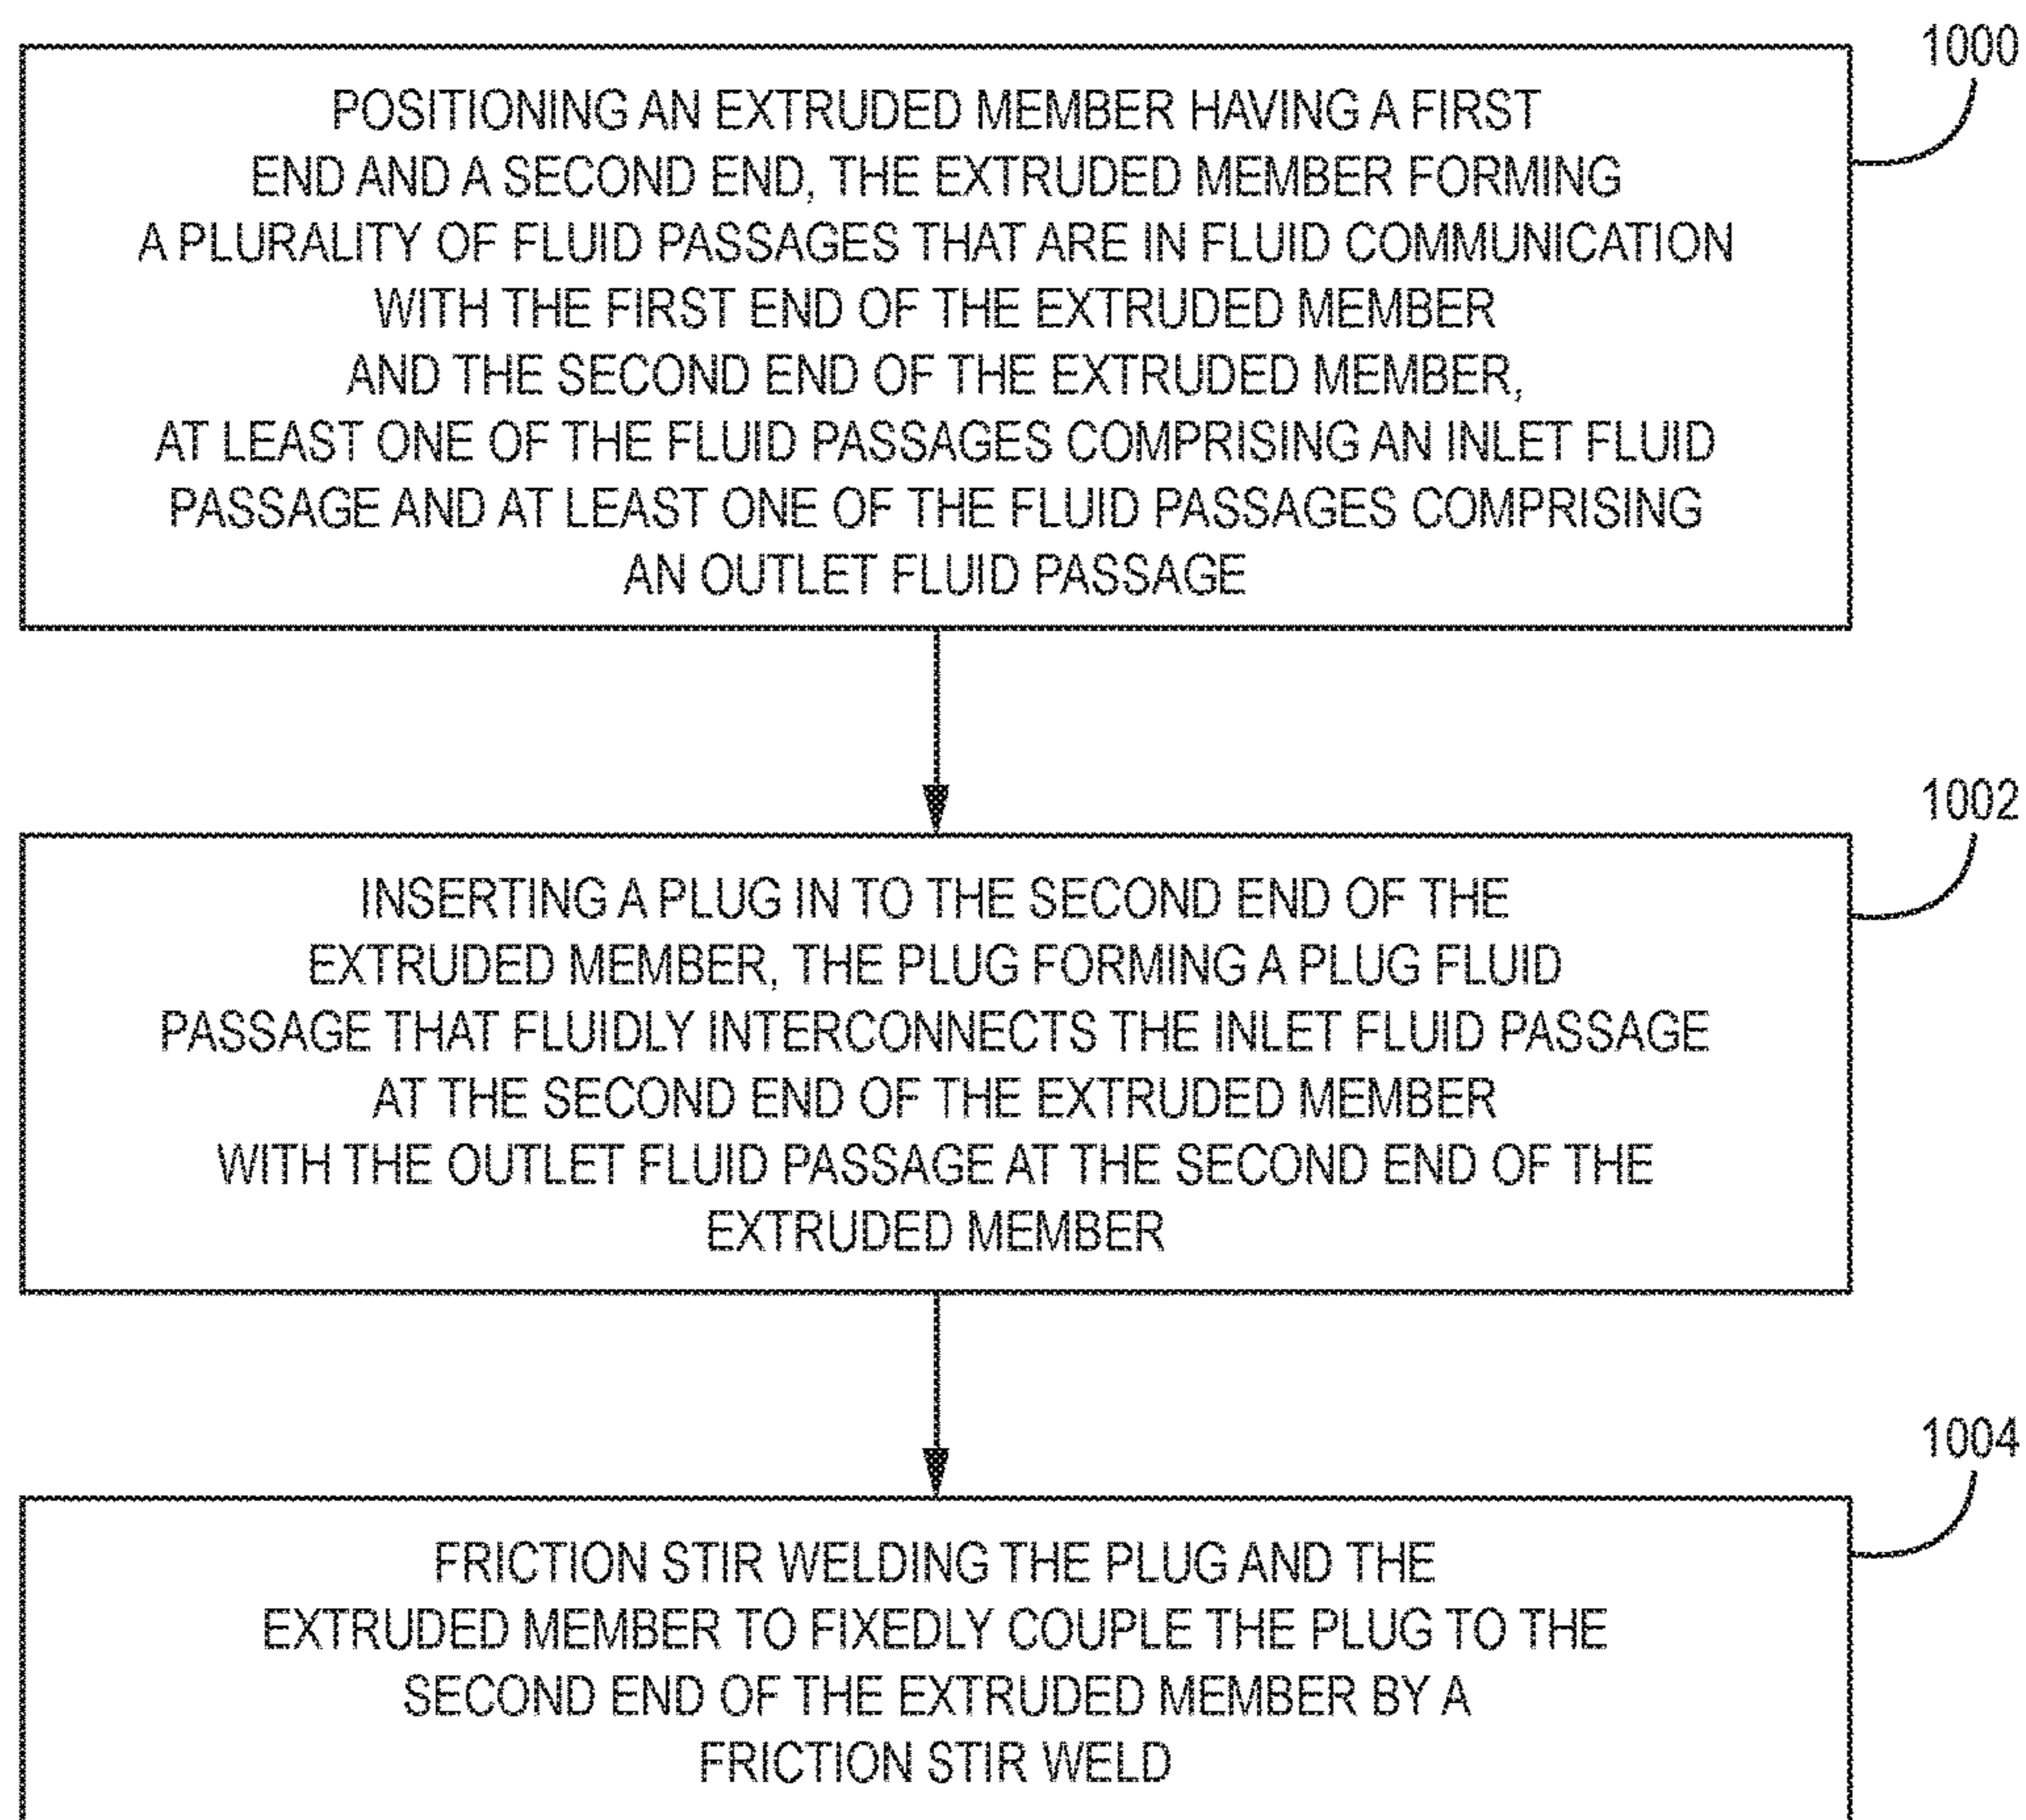 1000
POSITIONING AN EXTRUDED MEMBER HAVING A FIRST
END AND A SECOND END, THE EXTRUDED MEMBER FORMING
A PLURALITY OF FLUID PASSAGES THAT ARE IN FLUID COMMUNICATION
WITH THE FIRST END OF THE EXTRUDED MEMBER
AND THE SECOND END OF THE EXTRUDED MEMBER,
AT LEAST ONE OF THE FLUID PASSAGES COMPRISING AN INLET FLUID
PASSAGE AND AT LEAST ONE OF THE FLUID PASSAGES COMPRISING
AN OUTLET FLUID PASSAGE
1002
INSERTING A PLUG IN TO THE SECOND END OF THE
EXTRUDED MEMBER, THE PLUG FORMING A PLUG FLUID
PASSAGE THAT FLUIDLY INTERCONNECTS THE INLET FLUID PASSAGE
AT THE SECOND END OF THE EXTRUDED MEMBER
WITH THE OUTLET FLUID PASSAGE AT THE SECOND END OF THE
EXTRUDED MEMBER
1004
FRICTION STIR WELDING THE PLUG AND THE
EXTRUDED MEMBER TO FIXEDLY COUPLE THE PLUG TO THE
SECOND END OF THE EXTRUDED MEMBER BY A
FRICTION STIR WELD